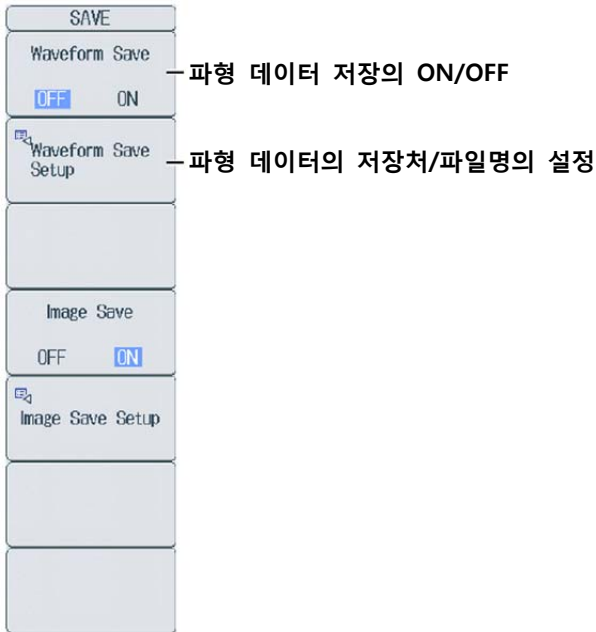 SAVE
Waveform Save
OFF ON
파형 데이터 저장의 ON/OFF
Waveform Save
Setup
파형 데이터의 저장처/파일명의 설정
Image Save
OFF ON
Image Save Setup